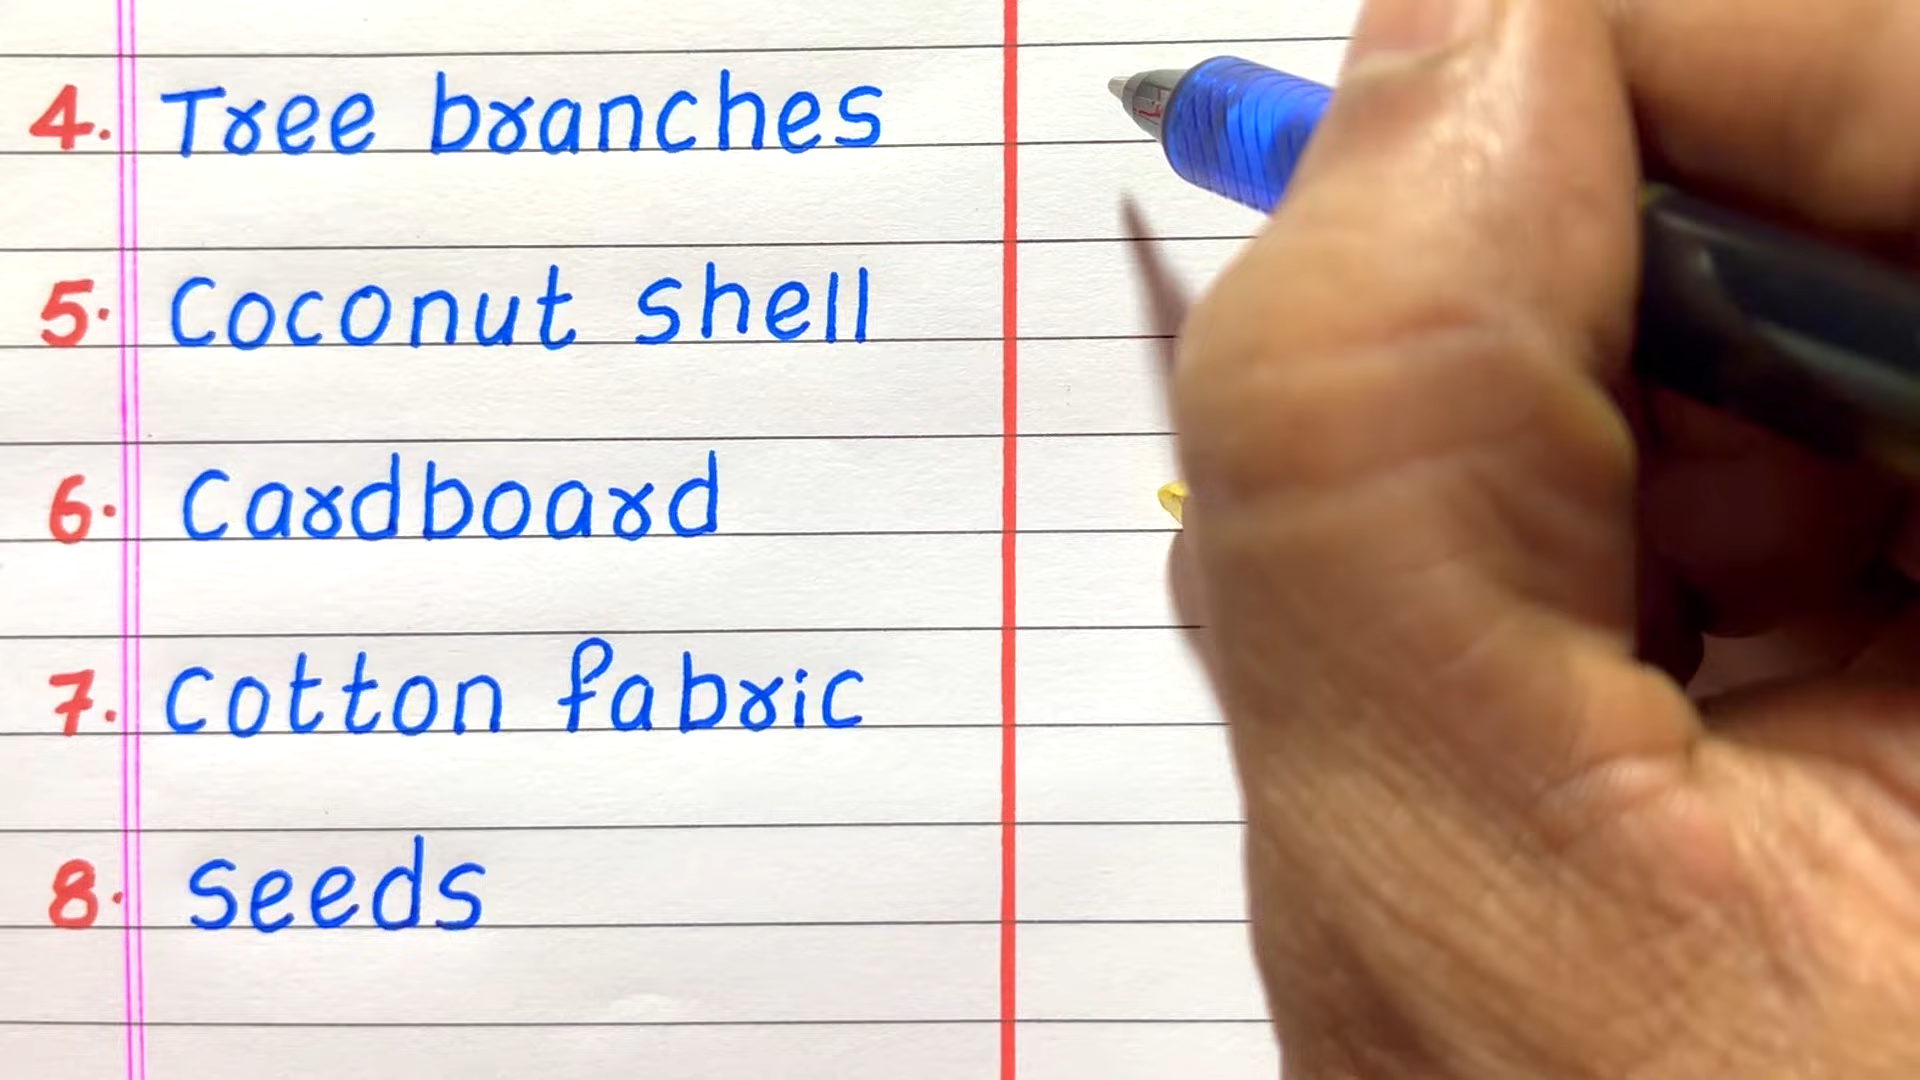 4. Tree branches
5. Coconut shell
6. Cardboard
7. Cotton fabric
8. Seeds